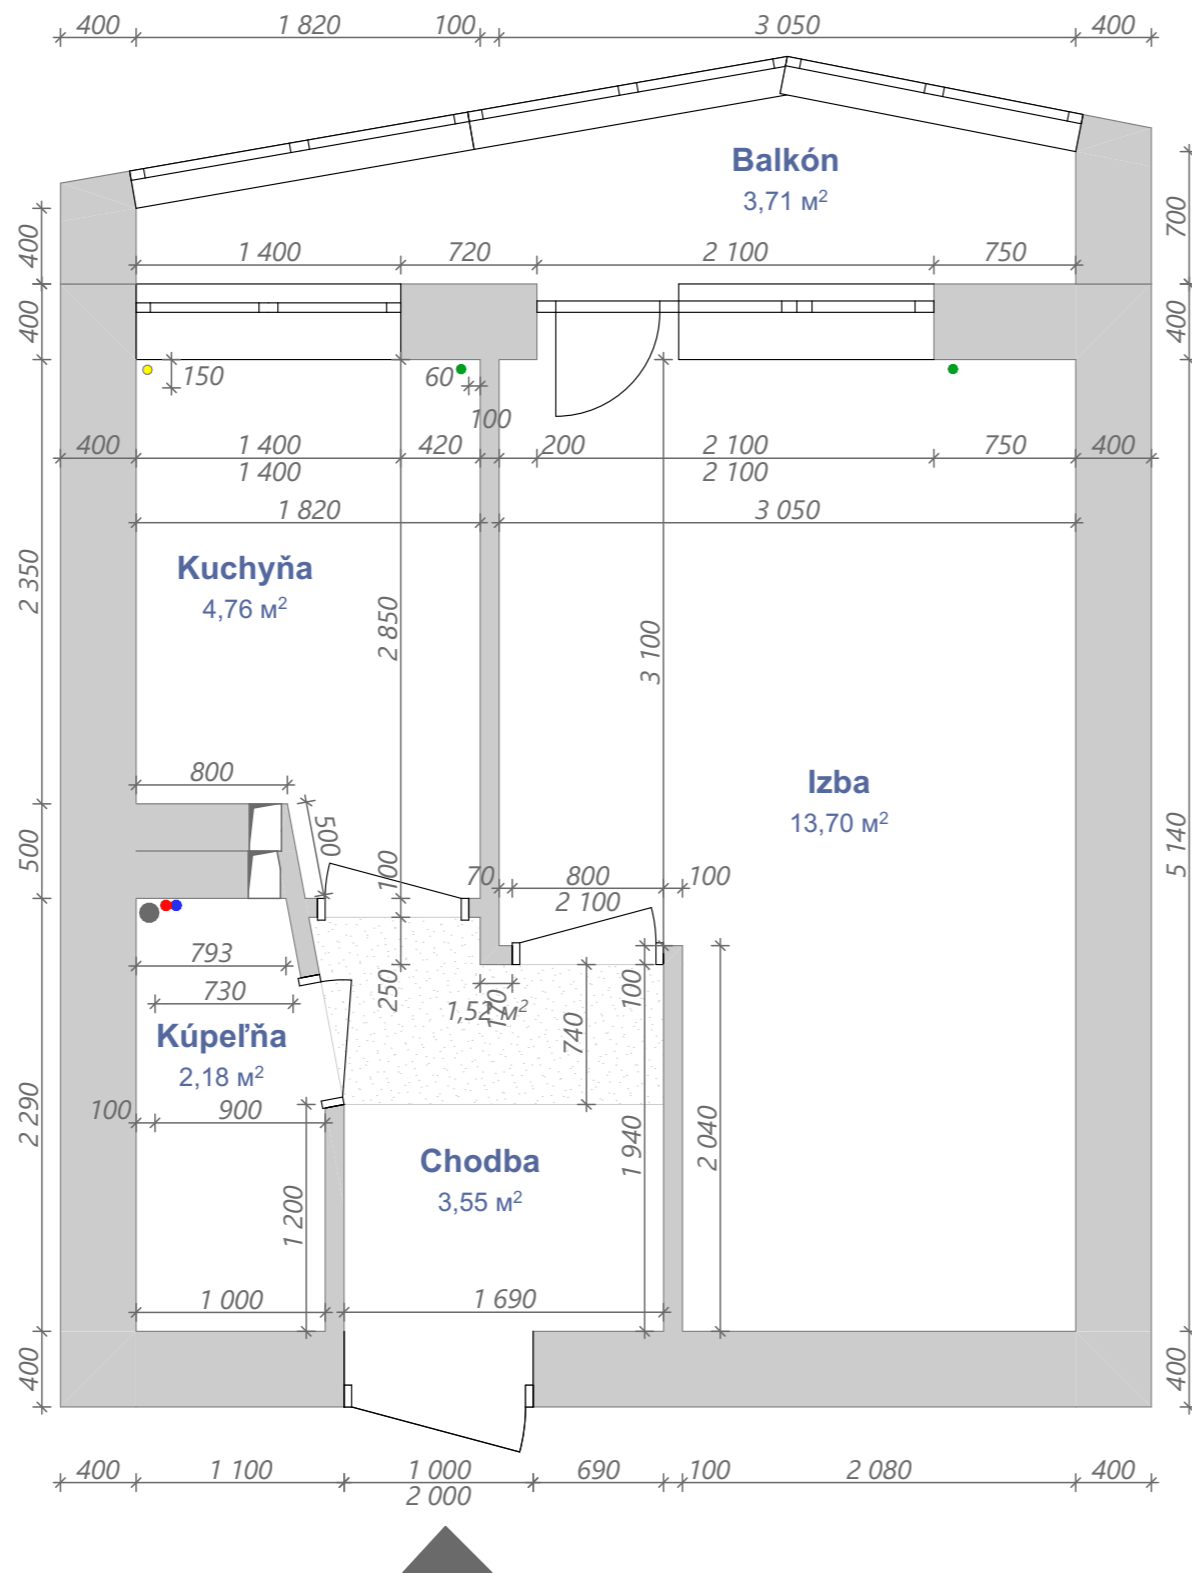 400 1 820 100 3 050 400
Balkón
3,71 м²
400
700
1 400 720 2 100 750
400
400
150
60
100
400 1 400 420 200 2 100 750 400
1 400 2 100
1 820 3 050
Kuchyňa
4,76 м²
2 350
2 850
3 100
800
Izba
13,70 м²
500
500
100
70 800 100
2 100
5 140
793
730
250
1,52 м²
170
100
740
Kúpeľňa
2,18 м²
2 290
100 900
1 940
2 040
Chodba
3,55 м²
1 200
1 000 1 690
400
400
400 1 100 1 000 690 100 2 080 400
2 000